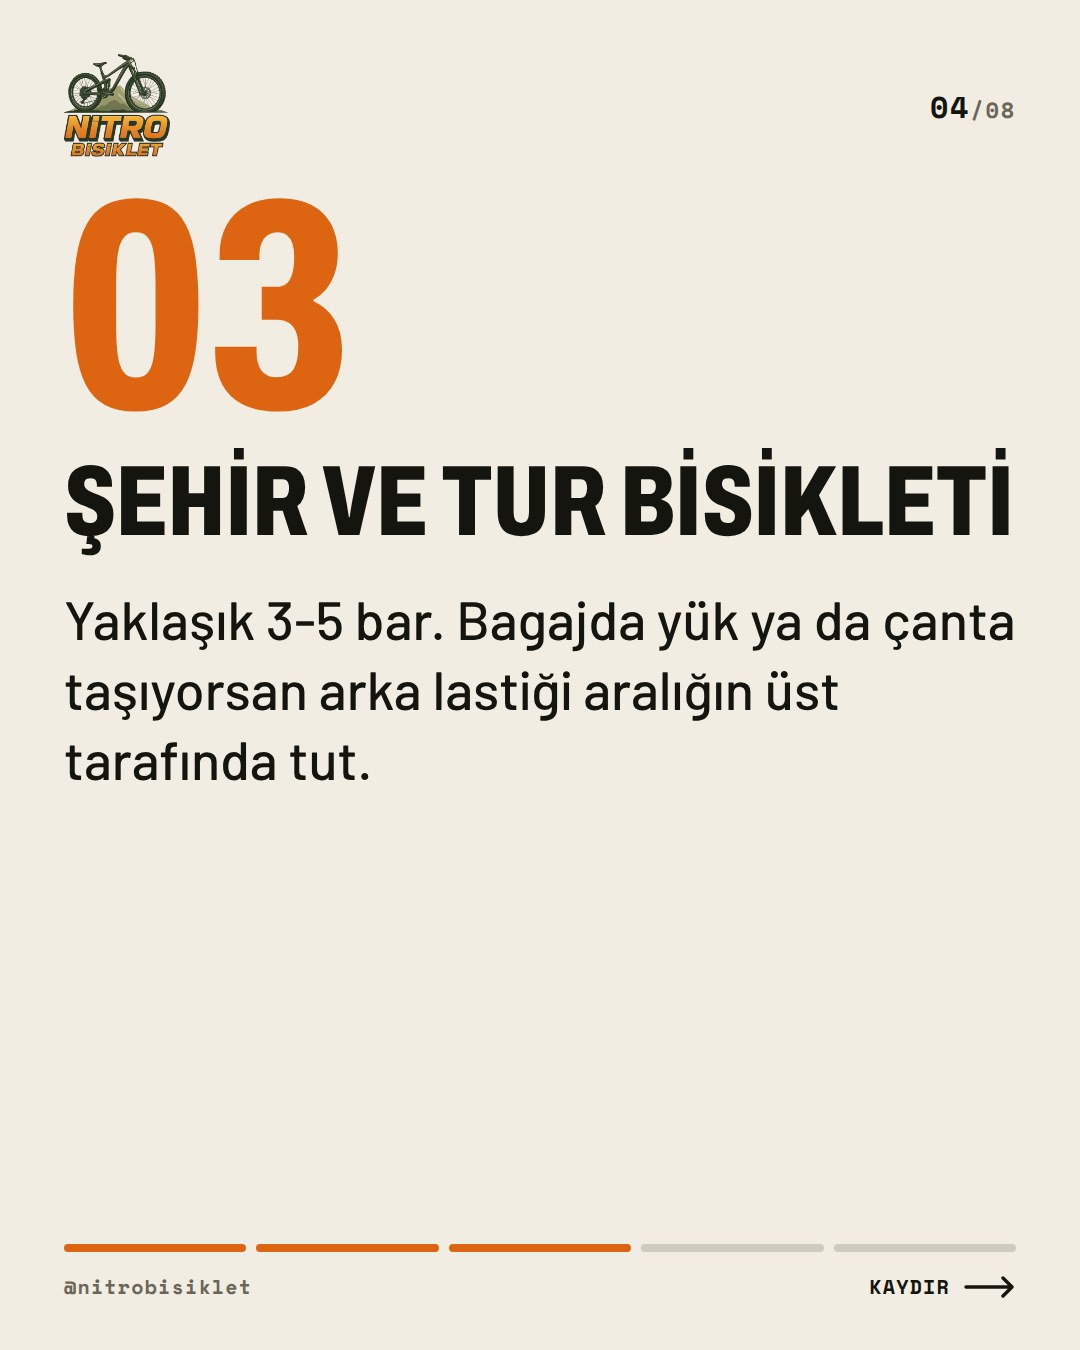 NiTRO
BISIKLET
04/08
03
ŞEHİR VE TUR BİSİKLETİ
Yaklaşık 3-5 bar. Bagajda yük ya da çanta
taşıyorsan arka lastiği aralığın üst
tarafında tut.
@nitrobisiklet
KAYDIR